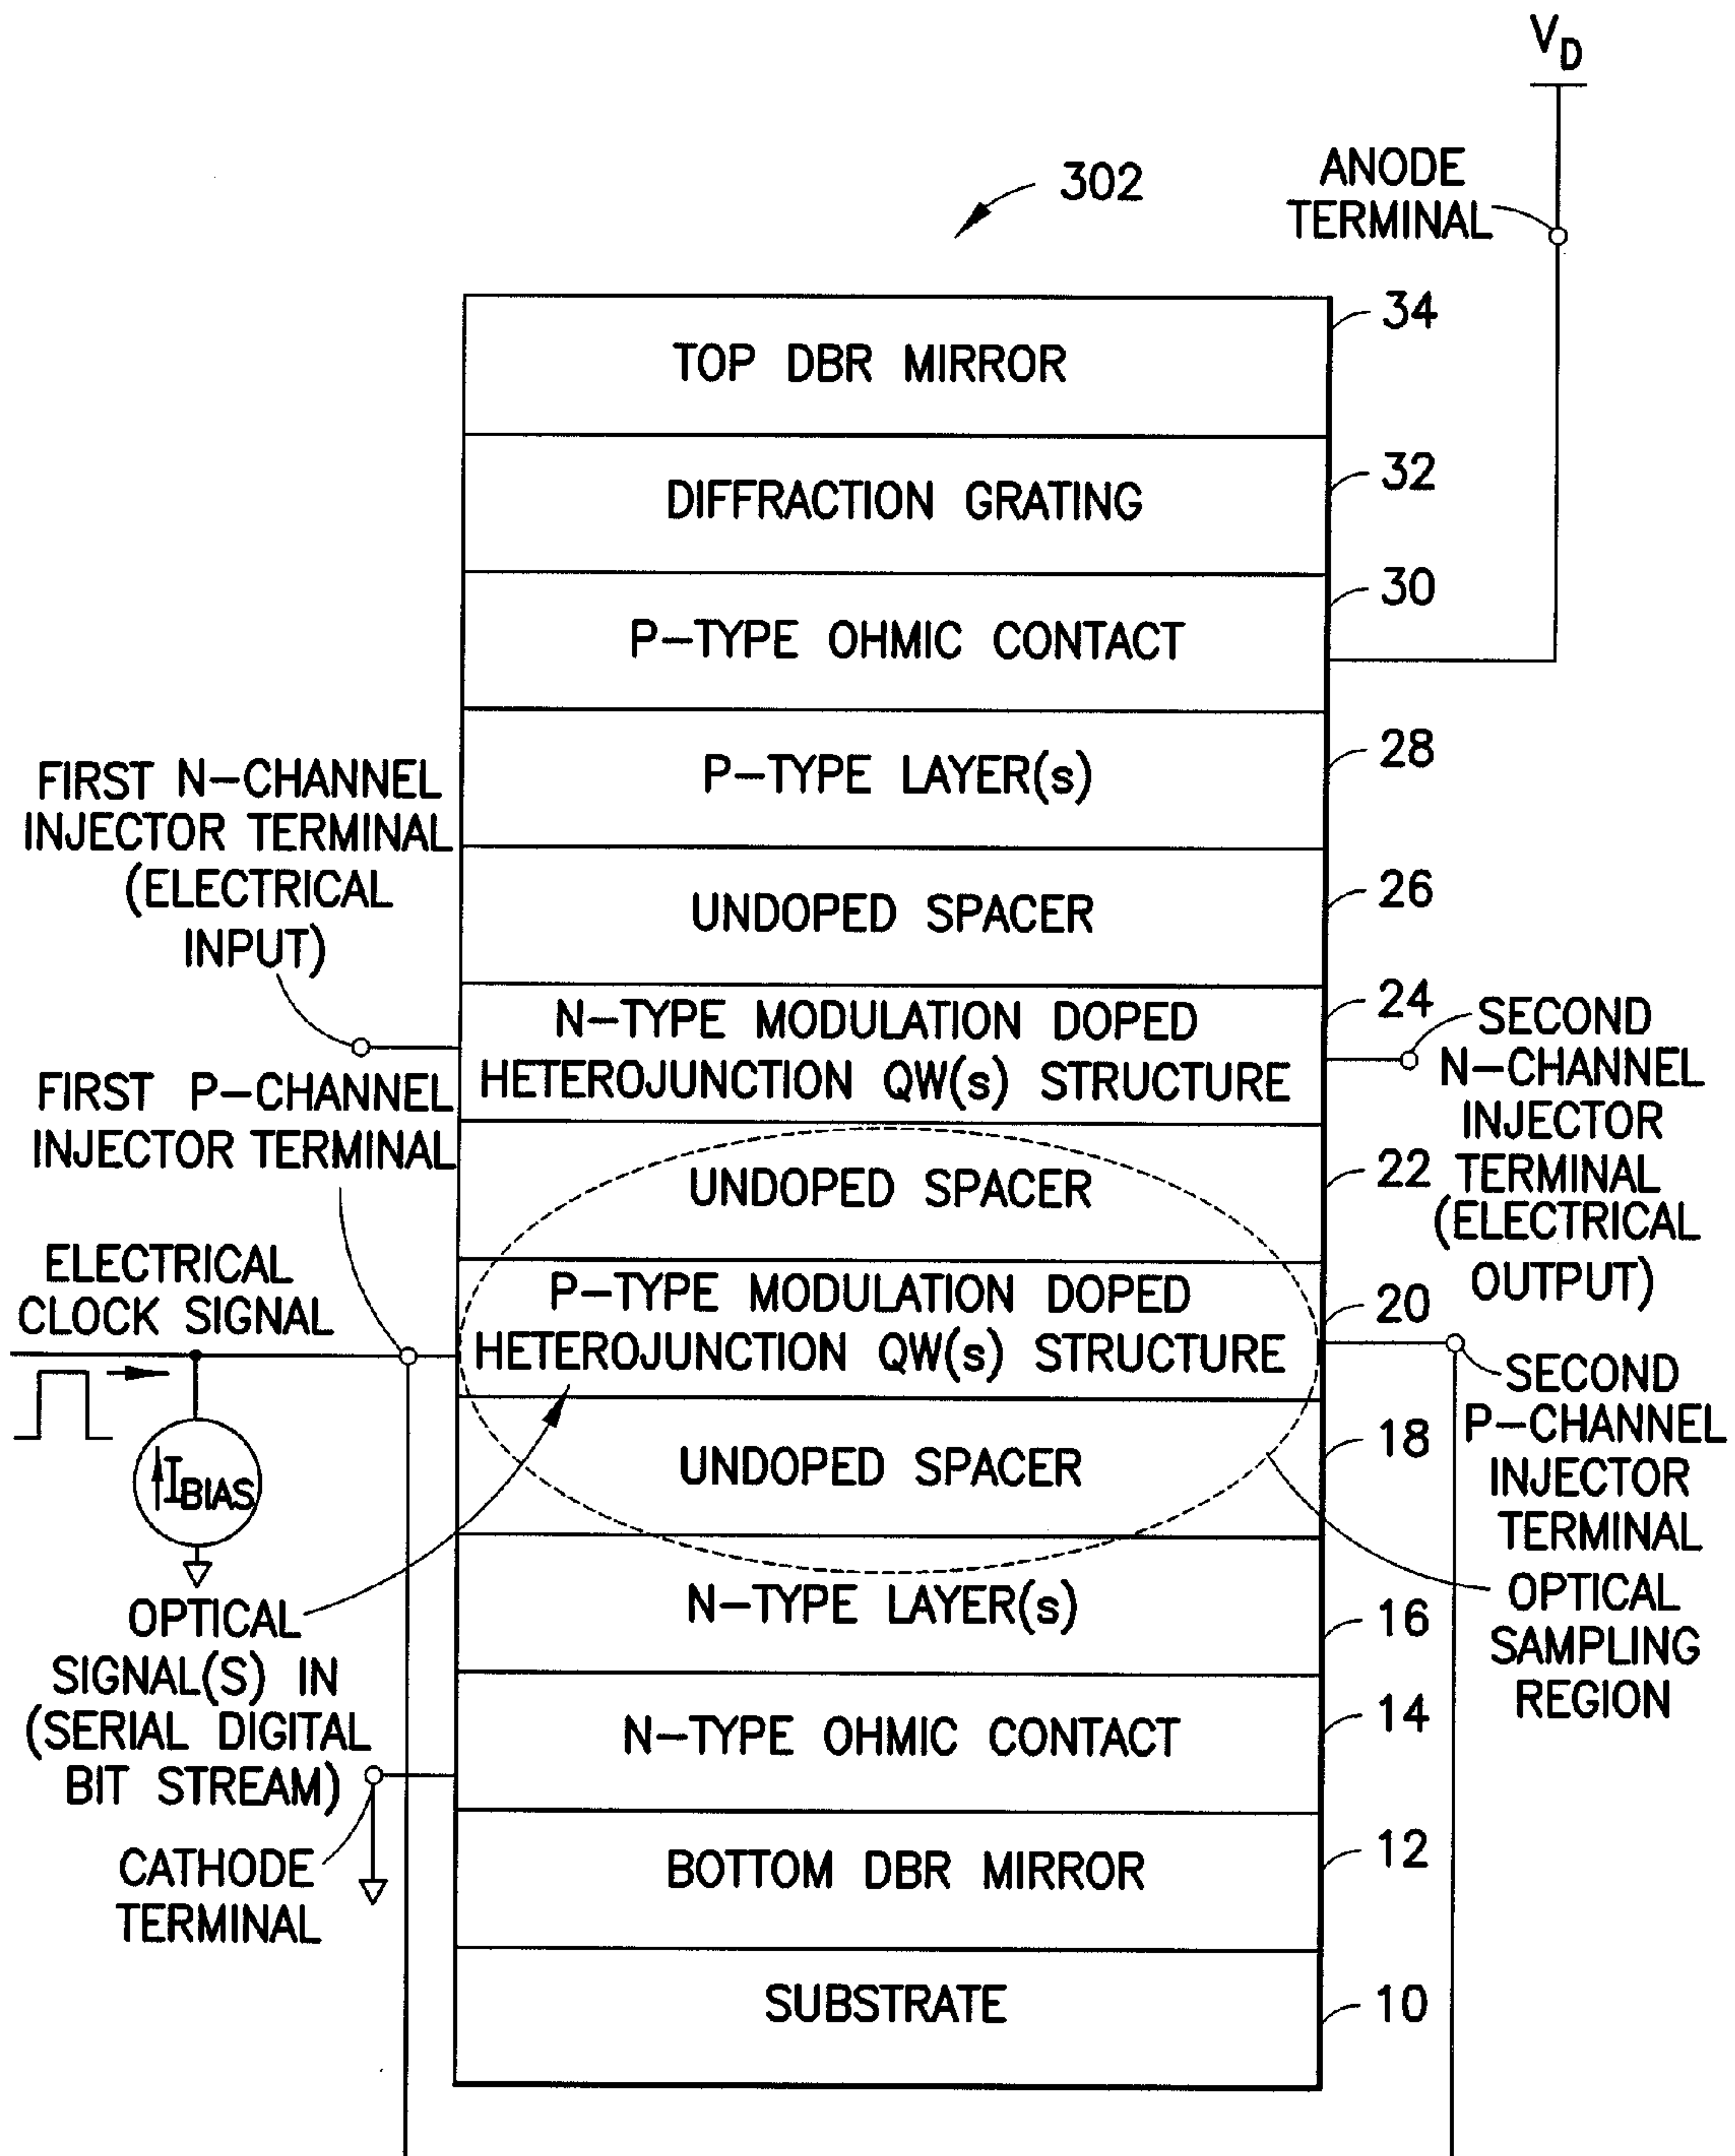 V_D
302
ANODE
TERMINAL
34
TOP DBR MIRROR
32
DIFFRACTION GRATING
30
P-TYPE OHMIC CONTACT
28
P-TYPE LAYER(s)
FIRST N-CHANNEL
INJECTOR TERMINAL
(ELECTRICAL
INPUT)
26
UNDOPED SPACER
24
N-TYPE MODULATION DOPED
HETEROJUNCTION QW(s) STRUCTURE
SECOND
N-CHANNEL
INJECTOR
TERMINAL
(ELECTRICAL
OUTPUT)
FIRST P-CHANNEL
INJECTOR TERMINAL
22
UNDOPED SPACER
ELECTRICAL
CLOCK SIGNAL
20
P-TYPE MODULATION DOPED
HETEROJUNCTION QW(s) STRUCTURE
SECOND
P-CHANNEL
INJECTOR
TERMINAL
I_BIAS
18
UNDOPED SPACER
OPTICAL
SAMPLING
REGION
OPTICAL
SIGNAL(S) IN
(SERIAL DIGITAL
BIT STREAM)
16
N-TYPE LAYER(s)
14
N-TYPE OHMIC CONTACT
CATHODE
TERMINAL
12
BOTTOM DBR MIRROR
10
SUBSTRATE